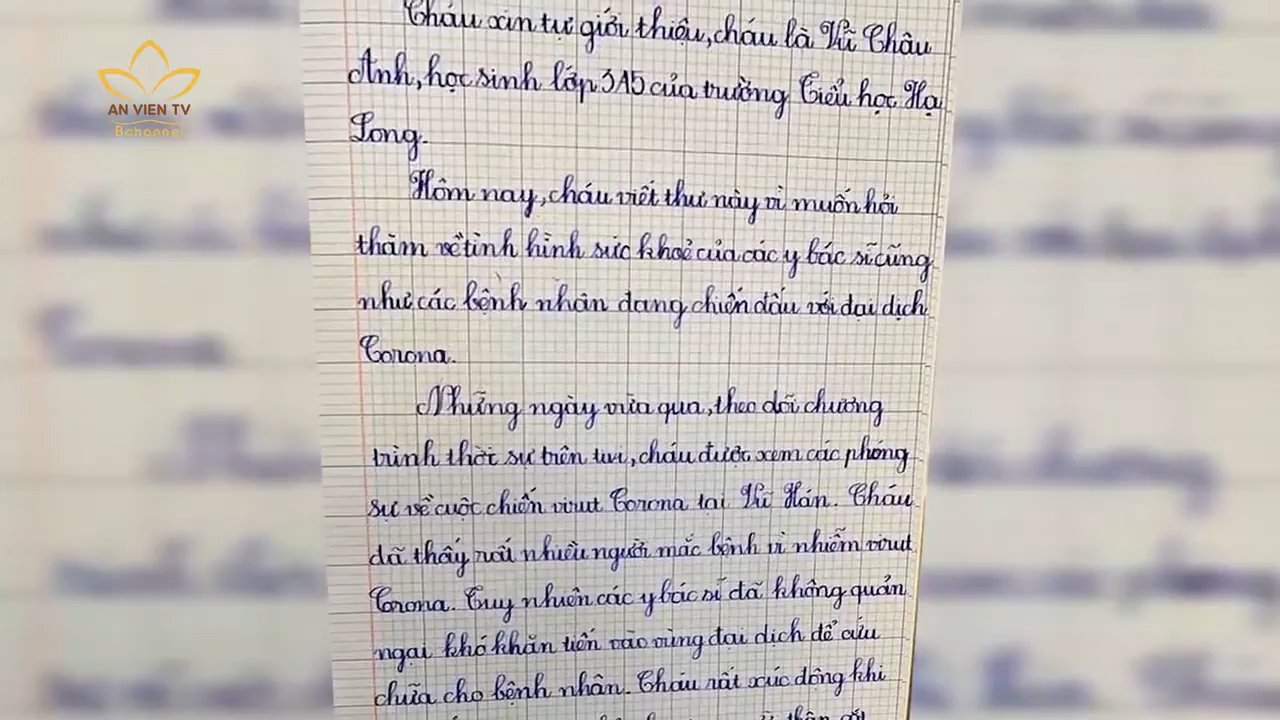 AN VIEN TV
Bchannel
Cháu xin tự giới thiệu, cháu là Vũ Châu
Anh, học sinh lớp 3A5 của trường Tiểu học Hạ
Long.
Hôm nay, cháu viết thư này vì muốn hỏi
thăm về tình hình sức khoẻ của các y bác sĩ cũng
như các bệnh nhân đang chiến đấu với đại dịch
Corona.
Những ngày vừa qua, theo dõi chương
trình thời sự trên tivi, cháu được xem các phóng
sự về cuộc chiến virut Corona tại Vũ Hán. Cháu
đã thấy rất nhiều người mắc bệnh vì nhiễm virut
Corona. Tuy nhiên các y bác sĩ đã không quản
ngại khó khăn tiến vào vùng đại dịch để cứu
chữa cho bệnh nhân. Cháu rất xúc động khi